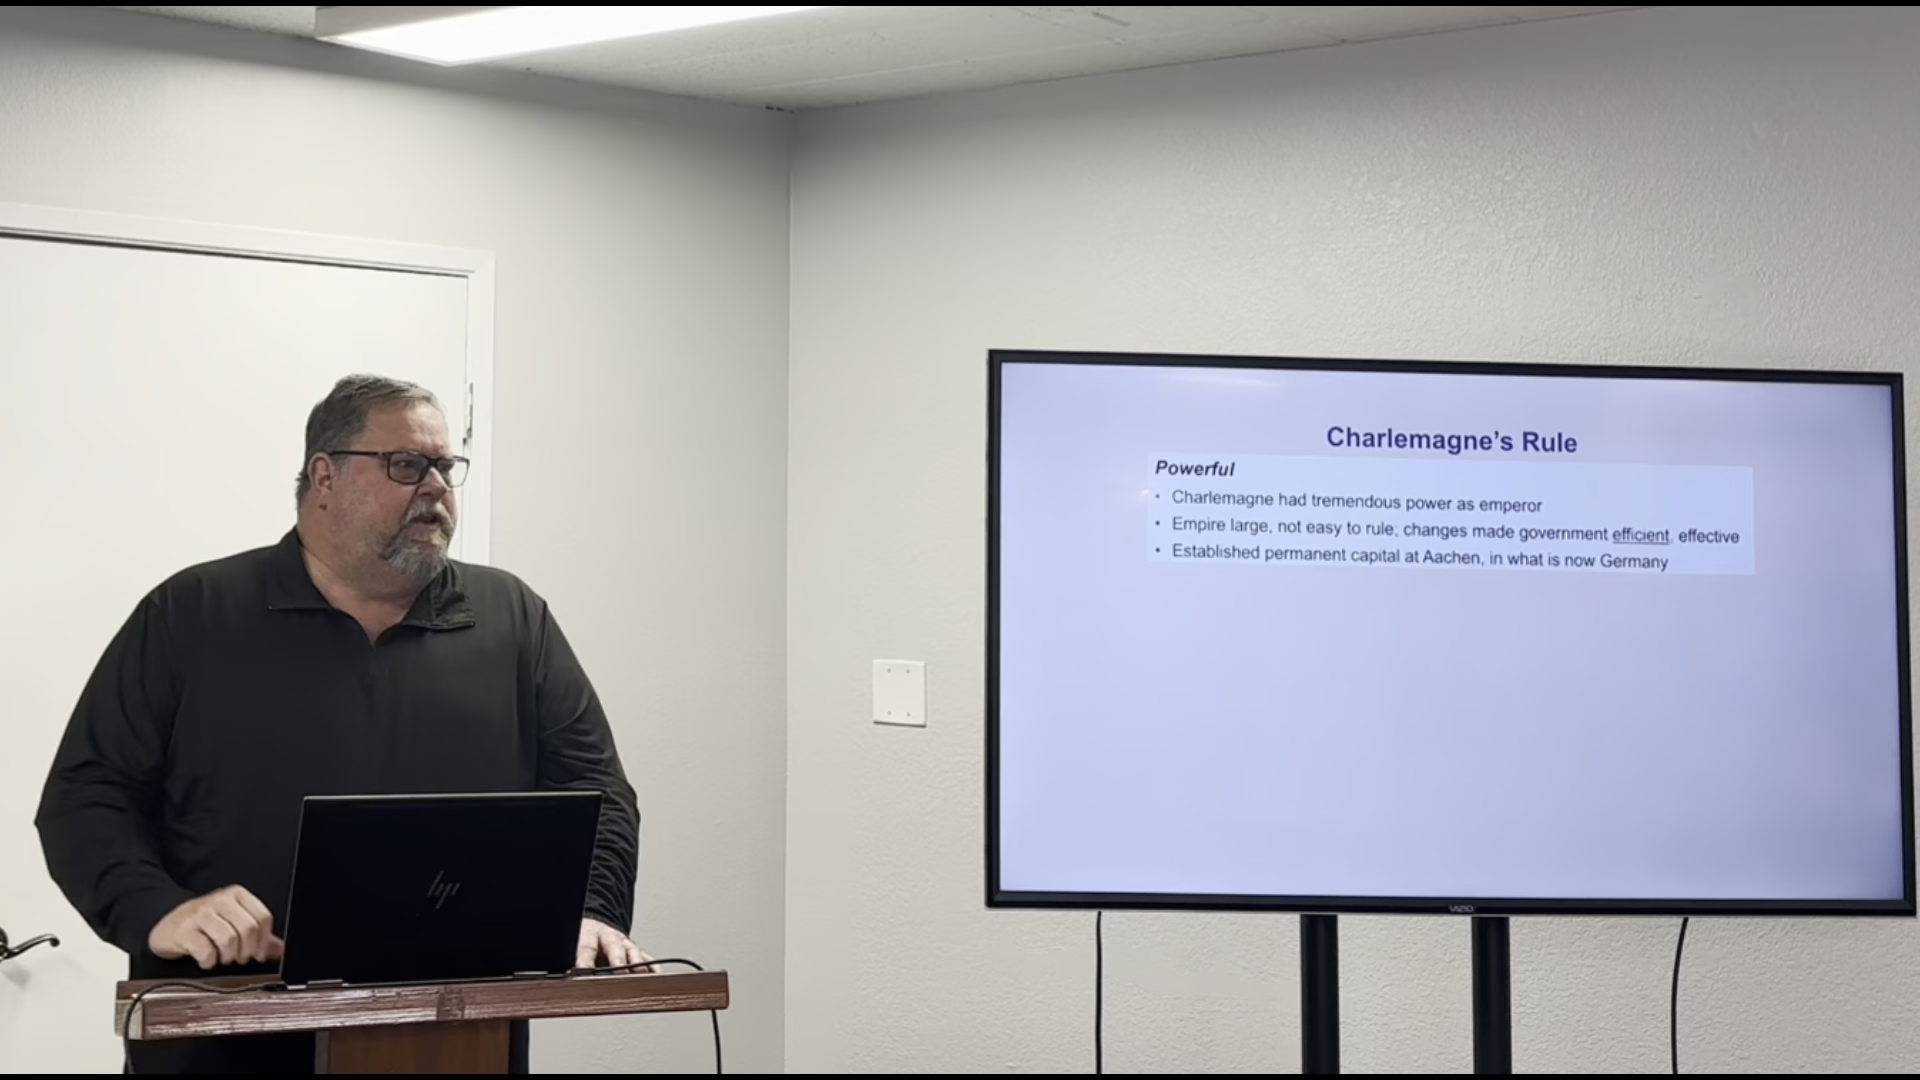 Charlemagne's Rule
Powerful
• Charlemagne had tremendous power as emperor
• Empire large, not easy to rule; changes made government efficient, effective
• Established permanent capital at Aachen, in what is now Germany
VIZIO
hp